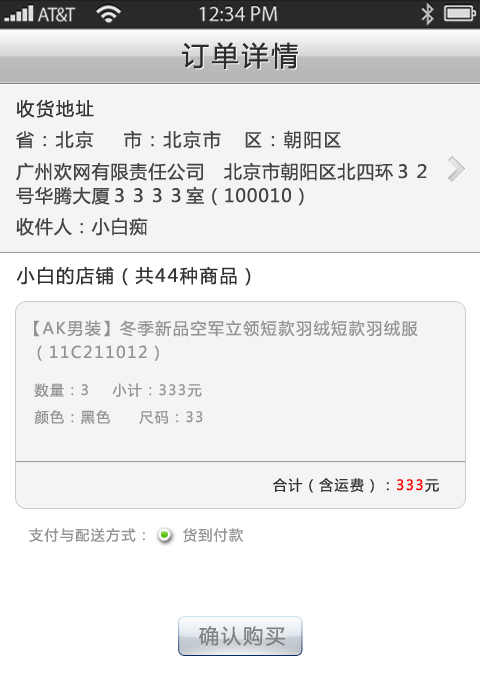 AT&T 12:34 PM
订单详情
收货地址
省：北京 市：北京市 区：朝阳区
广州欢网有限责任公司 北京市朝阳区北四环３２
号华腾大厦３３３３室（100010）
收件人：小白痴
小白的店铺（共44种商品）
【AK男装】冬季新品空军立领短款羽绒短款羽绒服
（11C211012）
数量：3 小计：333元
颜色：黑色 尺码：33
合计（含运费）：333元
支付与配送方式： 货到付款
确认购买